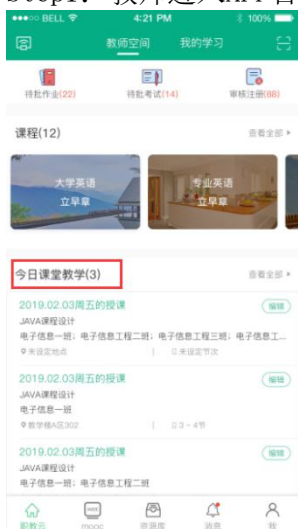 BELL 4:21 PM 100%
教师空间 我的学习
待批作业(22) 待批考试(14) 审核注册(88)
课程(12) 查看全部
大学英语 专业英语
立早章 立早章
今日课堂教学(3) 查看全部
2019.02.03周五的授课 编辑
JAVA课程设计
电子信息一班；电子信息工程二班；电子信息工程三班；电子信息工...
未设定地点 | 未设定节次
2019.02.03周五的授课 编辑
JAVA课程设计
电子信息一班
教学楼A区302 | 3 - 4节
2019.02.03周五的授课 编辑
JAVA课程设计
电子信息一班；电子信息工程二班
职教云 mooc 资源库 消息 我